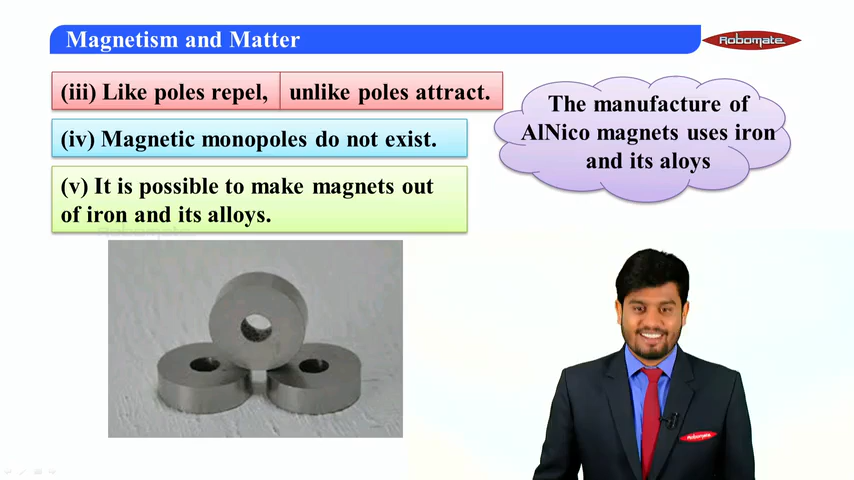 Magnetism and Matter
Robomate
(iii) Like poles repel, unlike poles attract.
(iv) Magnetic monopoles do not exist.
(v) It is possible to make magnets out
of iron and its alloys.
The manufacture of
AlNico magnets uses iron
and its aloys
Robomate
Robomate